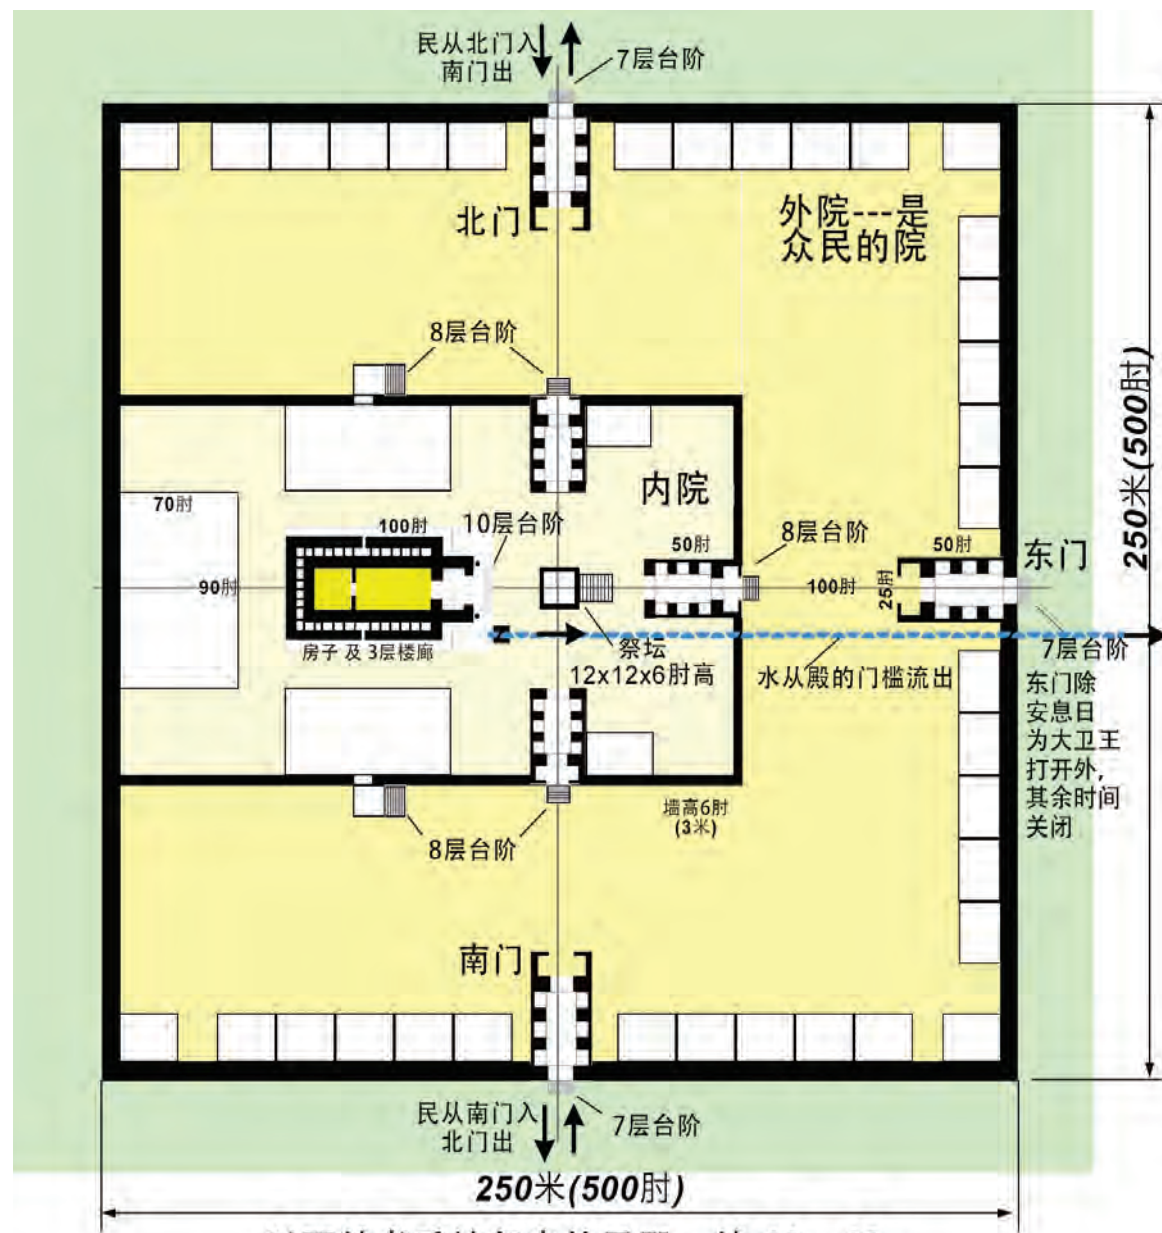 民从北门入
南门出
7层台阶
北门
外院---是
众民的院
8层台阶
250米(500肘)
内院
70肘
100肘
10层台阶
8层台阶
50肘
50肘
东门
90肘
100肘
25肘
房子 及 3层楼廊
祭坛
12x12x6肘高
水从殿的门槛流出
7层台阶
东门除
安息日
为大卫王
打开外,
其余时间
关闭
墙高6肘
(3米)
8层台阶
南门
民从南门入
北门出
7层台阶
250米(500肘)